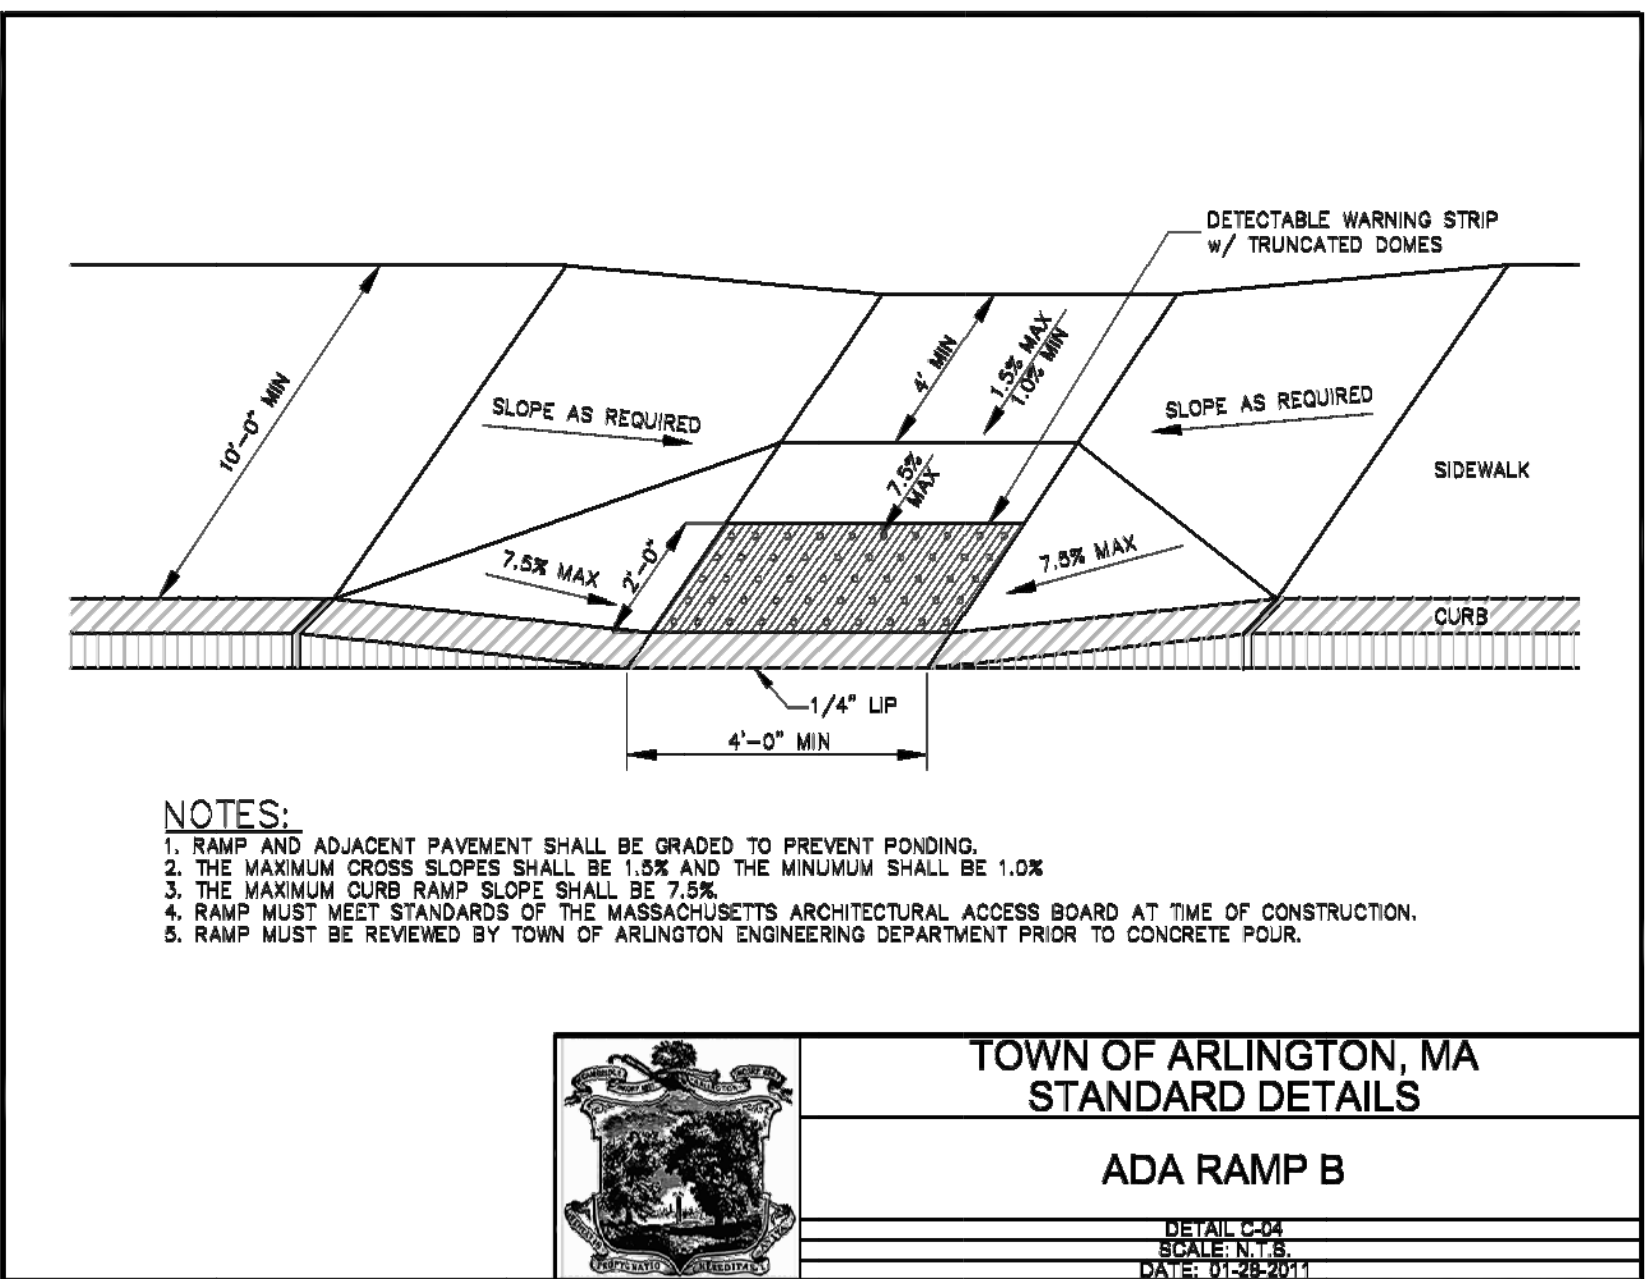 DETECTABLE WARNING STRIP
w/ TRUNCATED DOMES
10'-0" MIN
SLOPE AS REQUIRED
4' MIN
1.5% MAX
1.0% MIN
SLOPE AS REQUIRED
SIDEWALK
7.5%
MAX
7.5% MAX
2'-0"
7.5% MAX
CURB
1/4" LIP
4'-0" MIN
NOTES:
1. RAMP AND ADJACENT PAVEMENT SHALL BE GRADED TO PREVENT PONDING.
2. THE MAXIMUM CROSS SLOPES SHALL BE 1.5% AND THE MINUMUM SHALL BE 1.0%
3. THE MAXIMUM CURB RAMP SLOPE SHALL BE 7.5%.
4. RAMP MUST MEET STANDARDS OF THE MASSACHUSETTS ARCHITECTURAL ACCESS BOARD AT TIME OF CONSTRUCTION.
5. RAMP MUST BE REVIEWED BY TOWN OF ARLINGTON ENGINEERING DEPARTMENT PRIOR TO CONCRETE POUR.
TOWN OF ARLINGTON, MA
STANDARD DETAILS
ADA RAMP B
DETAIL C-04
SCALE: N.T.S.
DATE: 01-28-2011